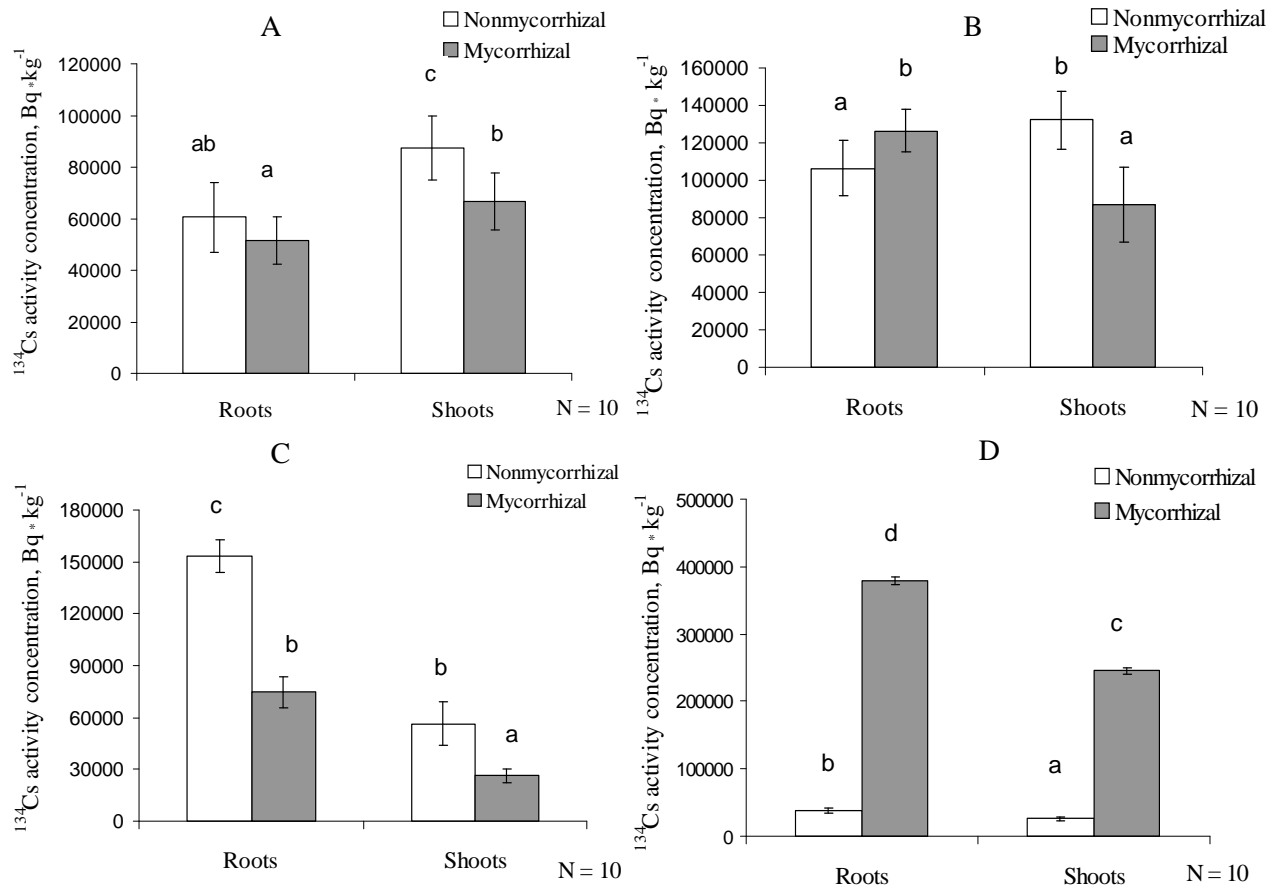 A
Nonmycorrhizal
Mycorrhizal
¹³⁴Cs activity concentration, Bq * kg⁻¹
120000
100000
80000
60000
40000
20000
0
ab
a
c
b
Roots
Shoots
N = 10
B
Nonmycorrhizal
Mycorrhizal
¹³⁴Cs activity concentration, Bq * kg⁻¹
160000
140000
120000
100000
80000
60000
40000
20000
0
a
b
b
a
Roots
Shoots
N = 10
C
Nonmycorrhizal
Mycorrhizal
¹³⁴Cs activity concentration, Bq * kg⁻¹
180000
150000
120000
90000
60000
30000
0
c
b
b
a
Roots
Shoots
N = 10
D
Nonmycorrhizal
Mycorrhizal
¹³⁴Cs activity concentration, Bq * kg⁻¹
500000
400000
300000
200000
100000
0
b
d
a
c
Roots
Shoots
N = 10